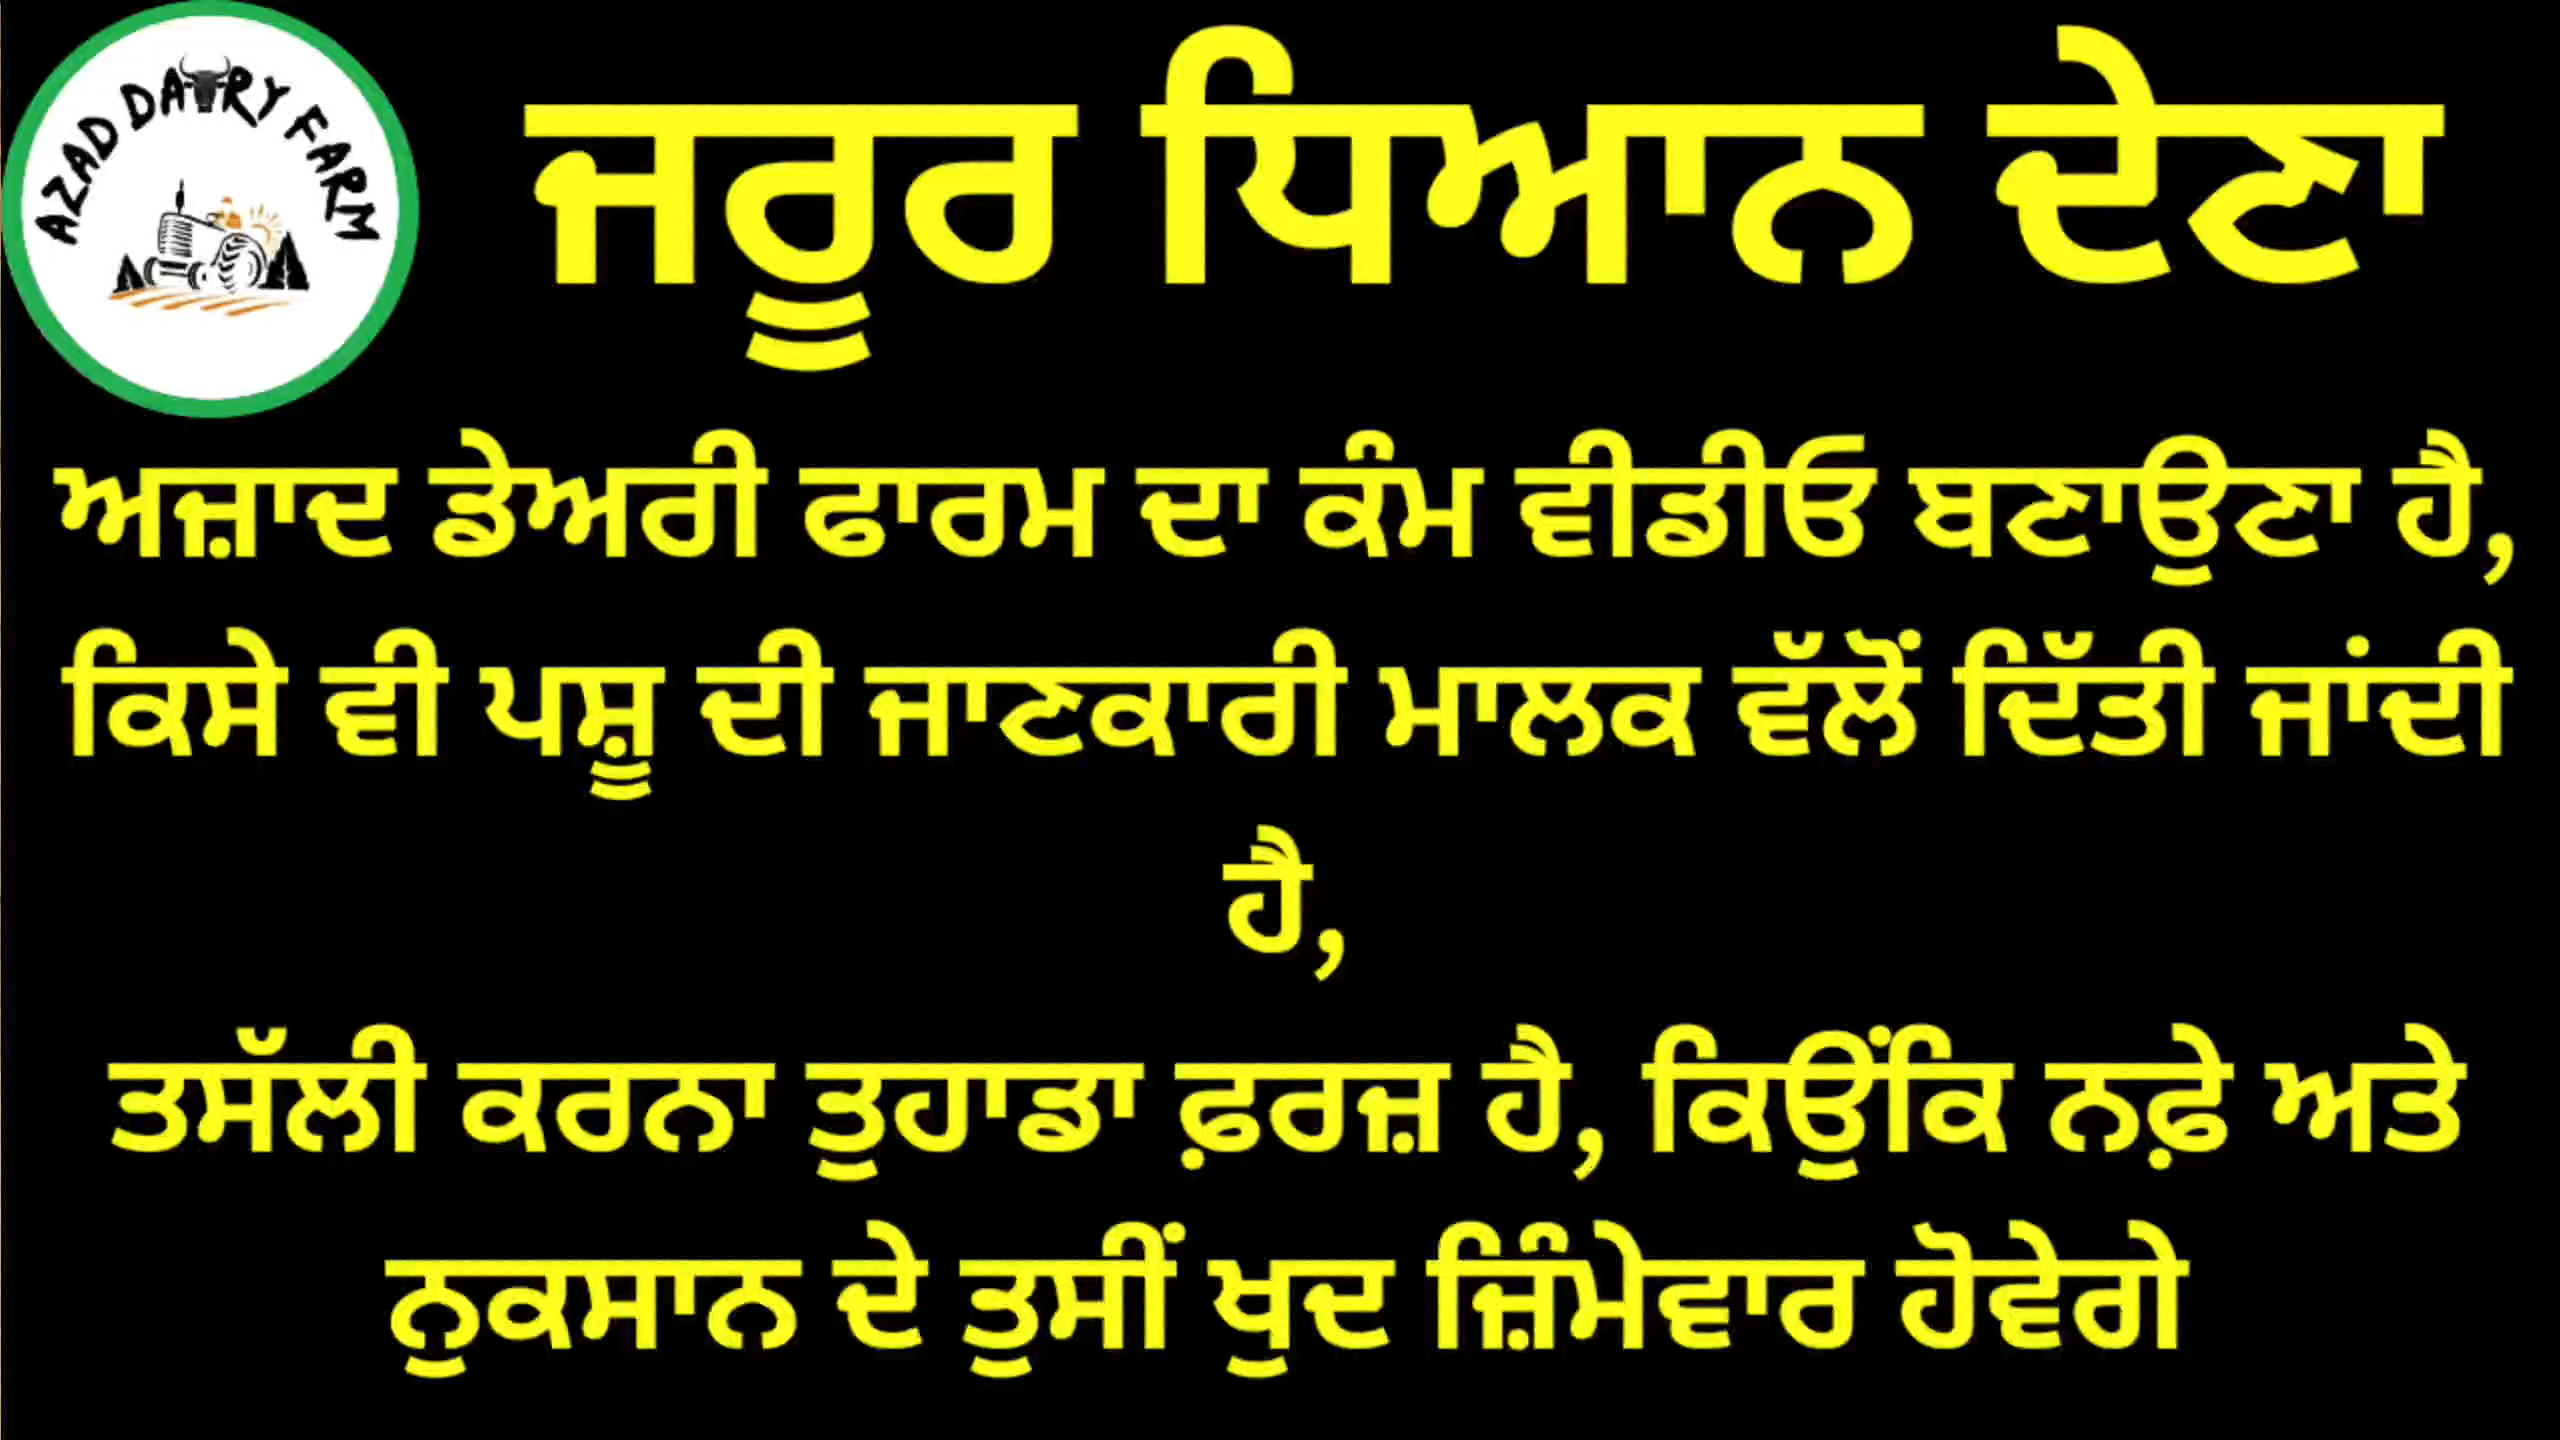 AZAD DAIRY FARM
ਜਰੂਰ ਧਿਆਨ ਦੇਣਾ
ਅਜ਼ਾਦ ਡੇਅਰੀ ਫਾਰਮ ਦਾ ਕੰਮ ਵੀਡੀਓ ਬਣਾਉਣਾ ਹੈ,
ਕਿਸੇ ਵੀ ਪਸ਼ੂ ਦੀ ਜਾਣਕਾਰੀ ਮਾਲਕ ਵੱਲੋਂ ਦਿੱਤੀ ਜਾਂਦੀ
ਹੈ,
ਤਸੱਲੀ ਕਰਨਾ ਤੁਹਾਡਾ ਫ਼ਰਜ਼ ਹੈ, ਕਿਉਂਕਿ ਨਫ਼ੇ ਅਤੇ
ਨੁਕਸਾਨ ਦੇ ਤੁਸੀਂ ਖੁਦ ਜ਼ਿੰਮੇਵਾਰ ਹੋਵੇਗੇ